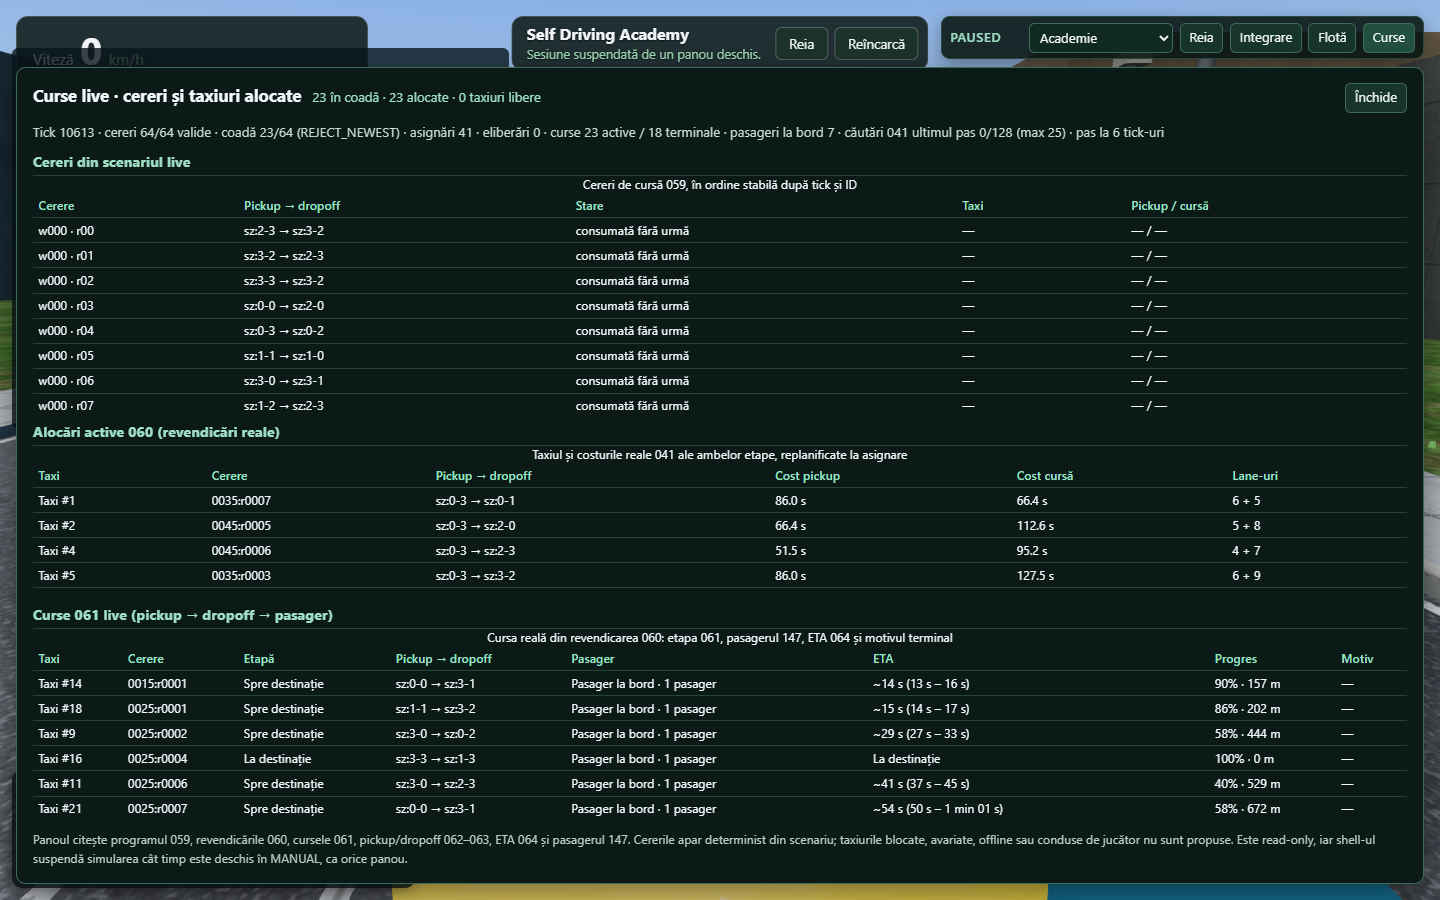 Viteză 0 km/h
Self Driving Academy
Sesiune suspendată de un panou deschis.
Reia
Reîncarcă
PAUSED
Academie
Reia
Integrare
Flotă
Curse
Curse live · cereri și taxiuri alocate 23 în coadă · 23 alocate · 0 taxiuri libere
Închide
Tick 10613 · cereri 64/64 valide · coadă 23/64 (REJECT_NEWEST) · asignări 41 · eliberări 0 · curse 23 active / 18 terminale · pasageri la bord 7 · căutări 041 ultimul pas 0/128 (max 25) · pas la 6 tick-uri
Cereri din scenariul live
Cereri de cursă 059, în ordine stabilă după tick și ID
Cerere Pickup → dropoff Stare Taxi Pickup / cursă
w000 · r00 sz:2-3 → sz:3-2 consumată fără urmă — — / —
w000 · r01 sz:3-2 → sz:2-3 consumată fără urmă — — / —
w000 · r02 sz:3-3 → sz:3-2 consumată fără urmă — — / —
w000 · r03 sz:0-0 → sz:2-0 consumată fără urmă — — / —
w000 · r04 sz:0-3 → sz:0-2 consumată fără urmă — — / —
w000 · r05 sz:1-1 → sz:1-0 consumată fără urmă — — / —
w000 · r06 sz:3-0 → sz:3-1 consumată fără urmă — — / —
w000 · r07 sz:1-2 → sz:2-3 consumată fără urmă — — / —
Alocări active 060 (revendicări reale)
Taxiul și costurile reale 041 ale ambelor etape, replanificate la asignare
Taxi Cerere Pickup → dropoff Cost pickup Cost cursă Lane-uri
Taxi #1 0035:r0007 sz:0-3 → sz:0-1 86.0 s 66.4 s 6 + 5
Taxi #2 0045:r0005 sz:0-3 → sz:2-0 66.4 s 112.6 s 5 + 8
Taxi #4 0045:r0006 sz:0-3 → sz:2-3 51.5 s 95.2 s 4 + 7
Taxi #5 0035:r0003 sz:0-3 → sz:3-2 86.0 s 127.5 s 6 + 9
Curse 061 live (pickup → dropoff → pasager)
Cursa reală din revendicarea 060: etapa 061, pasagerul 147, ETA 064 și motivul terminal
Taxi Cerere Etapă Pickup → dropoff Pasager ETA Progres Motiv
Taxi #14 0015:r0001 Spre destinație sz:0-0 → sz:3-1 Pasager la bord · 1 pasager ~14 s (13 s – 16 s) 90% · 157 m —
Taxi #18 0025:r0001 Spre destinație sz:1-1 → sz:3-2 Pasager la bord · 1 pasager ~15 s (14 s – 17 s) 86% · 202 m —
Taxi #9 0025:r0002 Spre destinație sz:3-0 → sz:0-2 Pasager la bord · 1 pasager ~29 s (27 s – 33 s) 58% · 444 m —
Taxi #16 0025:r0004 La destinație sz:3-3 → sz:1-3 Pasager la bord · 1 pasager La destinație 100% · 0 m —
Taxi #11 0025:r0006 Spre destinație sz:3-0 → sz:2-3 Pasager la bord · 1 pasager ~41 s (37 s – 45 s) 40% · 529 m —
Taxi #21 0025:r0007 Spre destinație sz:0-0 → sz:3-1 Pasager la bord · 1 pasager ~54 s (50 s – 1 min 01 s) 58% · 672 m —
Panoul citește programul 059, revendicările 060, cursele 061, pickup/dropoff 062–063, ETA 064 și pasagerul 147. Cererile apar determinist din scenariu; taxiurile blocate, avariate, offline sau conduse de jucător nu sunt propuse. Este read-only, iar shell-ul
suspendă simularea cât timp este deschis în MANUAL, ca orice panou.